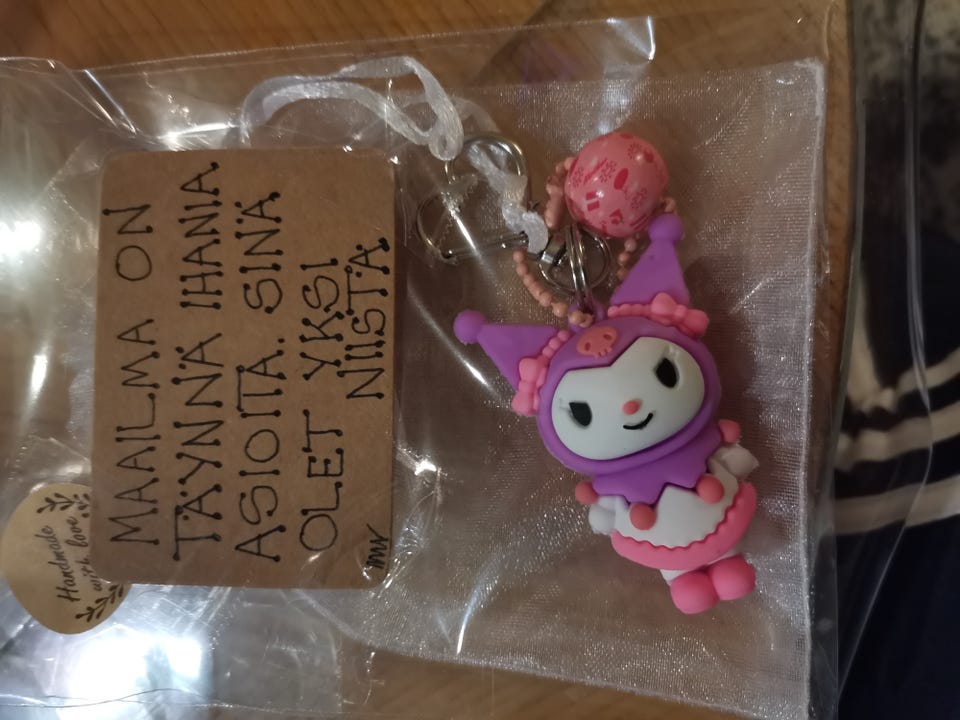 MAAILMA ON
TÄYNNÄ IHANIA
ASIOITA. SINÄ
OLET YKSI
NIISTÄ
Handmade
with love